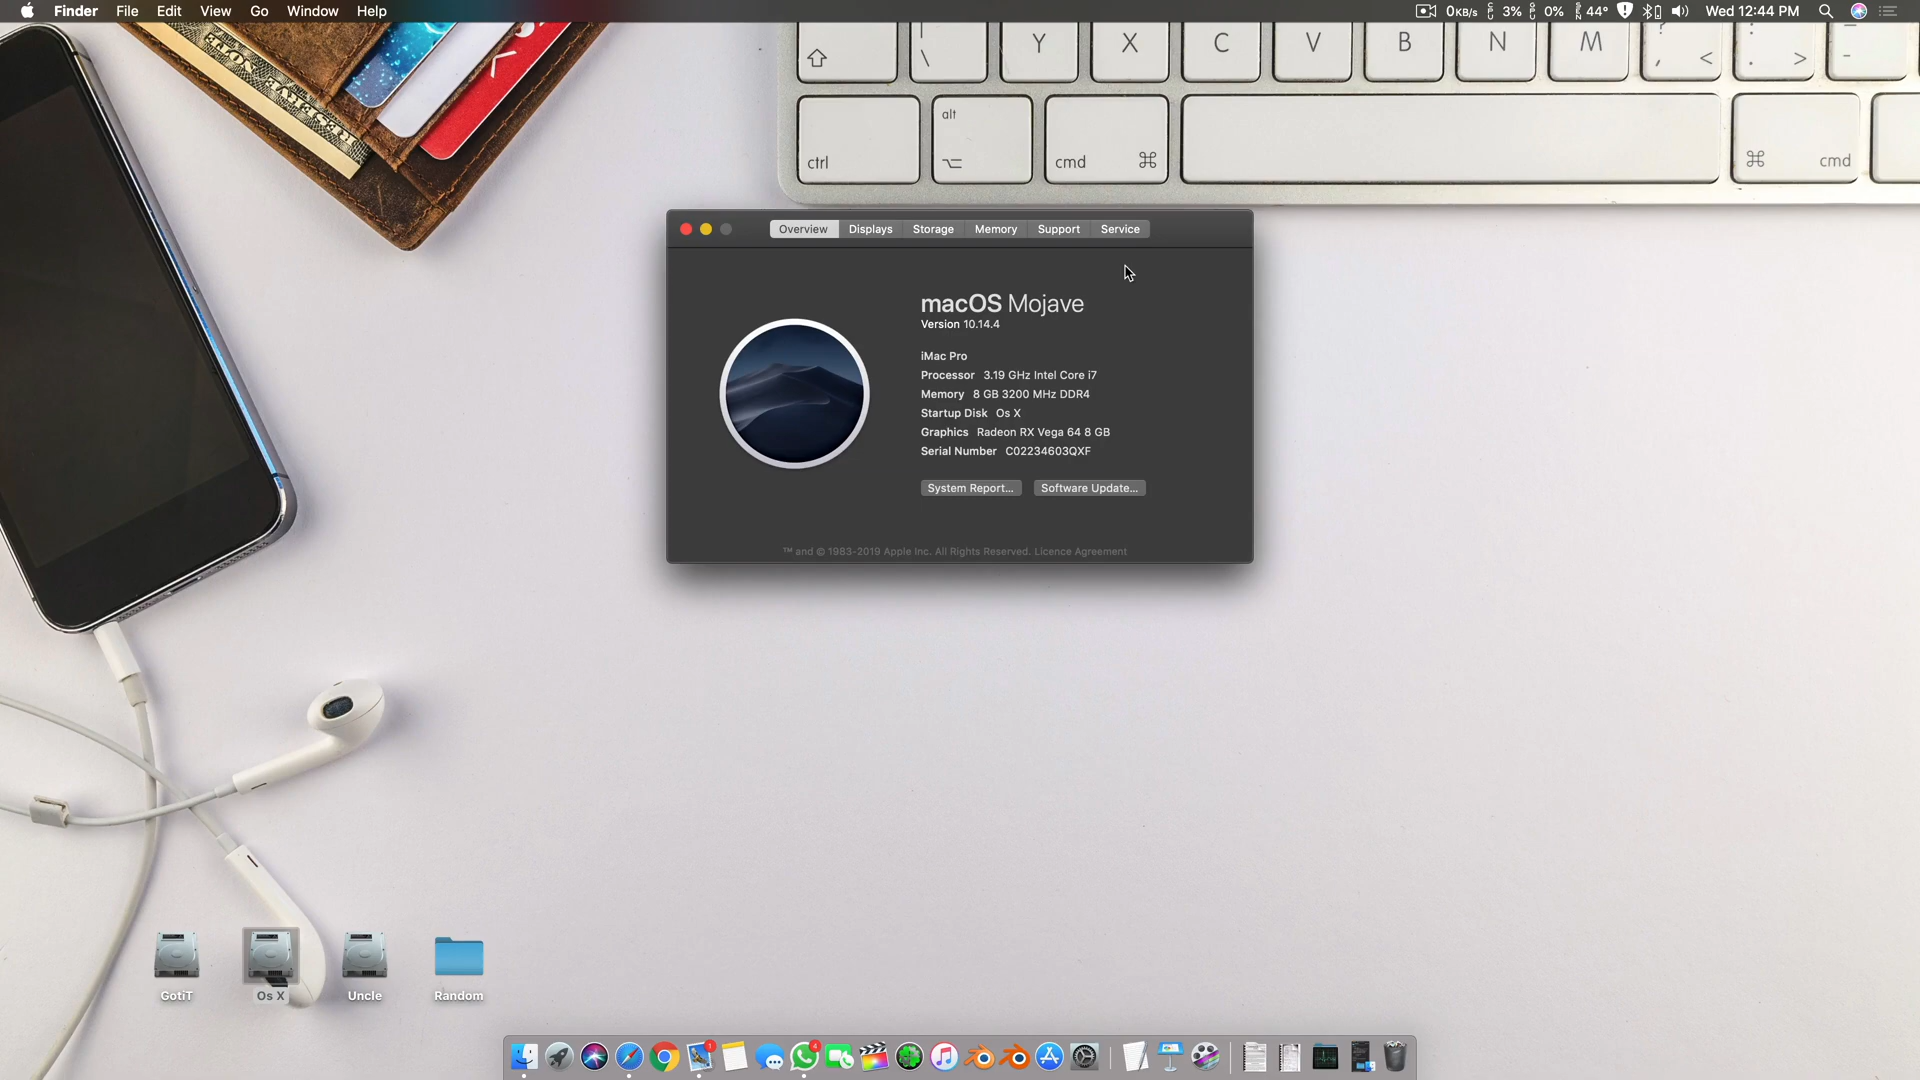 Finder File Edit View Go Window Help
0KB/s 3% 0% 44° Wed 12:44 PM
Y X C V B N M < >
alt
ctrl cmd ⌘ ⌘ cmd
RESERVE NOTE
Overview Displays Storage Memory Support Service
macOS Mojave
Version 10.14.4
iMac Pro
Processor 3.19 GHz Intel Core i7
Memory 8 GB 3200 MHz DDR4
Startup Disk Os X
Graphics Radeon RX Vega 64 8 GB
Serial Number C02234603QXF
System Report... Software Update...
™ and © 1983-2019 Apple Inc. All Rights Reserved. Licence Agreement
GotiT Os X Uncle Random
1 4